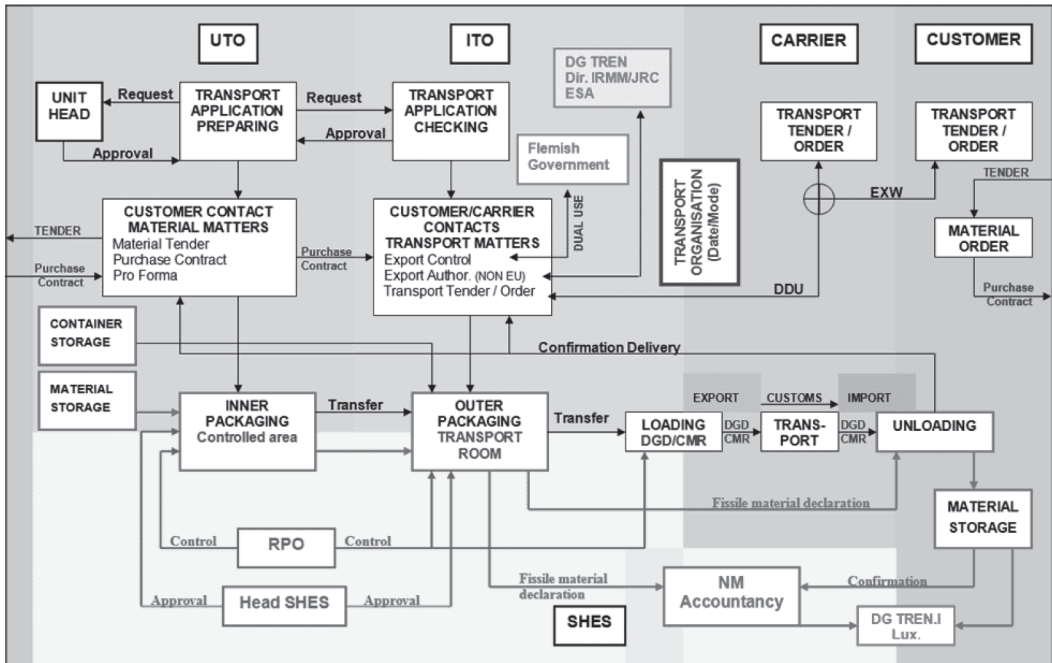 UTO
ITO
CARRIER
CUSTOMER
UNIT
HEAD
Request
Approval
TRANSPORT
APPLICATION
PREPARING
Request
Approval
TRANSPORT
APPLICATION
CHECKING
DG TREN
Dir. IRMM/JRC
ESA
Flemish
Government
DUAL USE
TRANSPORT
ORGANISATION
(Date/Mode)
TRANSPORT
TENDER /
ORDER
TRANSPORT
TENDER /
ORDER
EXW
TENDER
MATERIAL
ORDER
Purchase
Contract
DDU
TENDER
Purchase
Contract
CUSTOMER CONTACT
MATERIAL MATTERS
Material Tender
Purchase Contract
Pro Forma
Purchase
Contract
CUSTOMER/CARRIER
CONTACTS
TRANSPORT MATTERS
Export Control
Export Author. (NON EU)
Transport Tender / Order
Confirmation Delivery
CONTAINER
STORAGE
MATERIAL
STORAGE
INNER
PACKAGING
Controlled area
Transfer
OUTER
PACKAGING
TRANSPORT
ROOM
Transfer
EXPORT
CUSTOMS
IMPORT
LOADING
DGD/CMR
DGD
CMR
TRANS-
PORT
DGD
CMR
UNLOADING
Fissile material declaration
MATERIAL
STORAGE
Control
RPO
Control
Approval
Head SHES
Approval
Fissile material
declaration
SHES
NM
Accountancy
Confirmation
DG TREN.I
Lux.